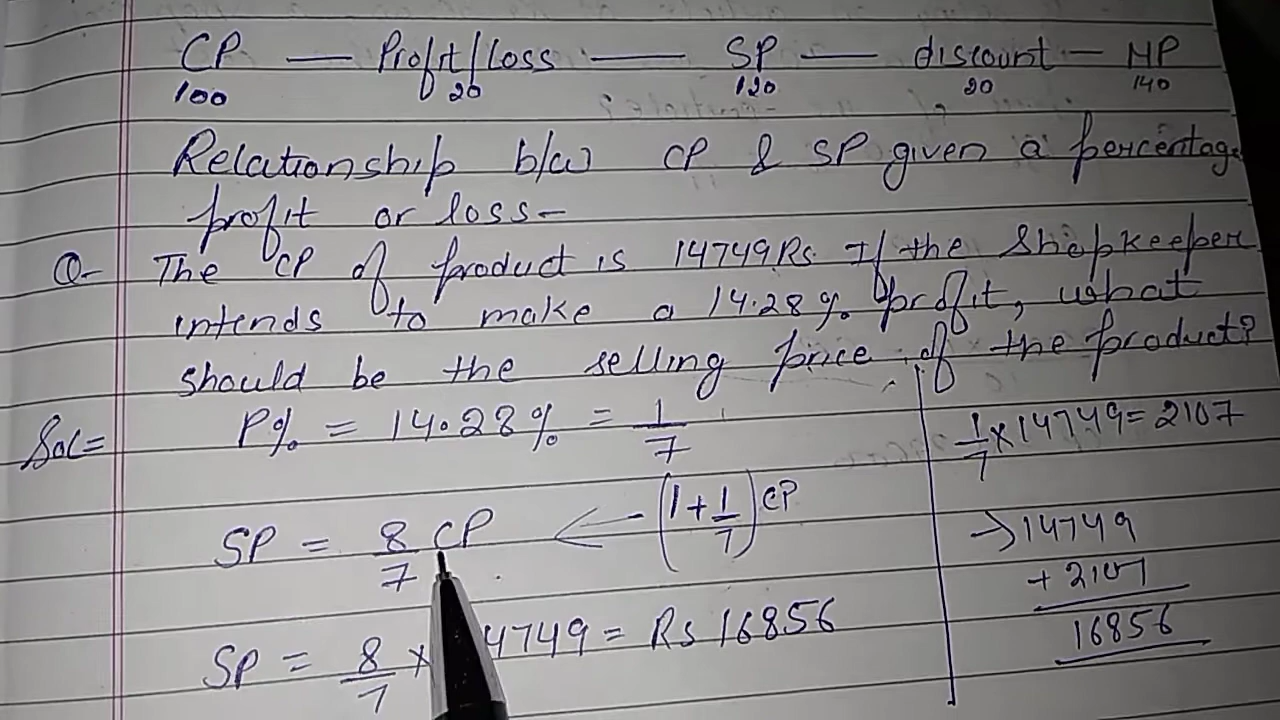 CP — Profit/Loss — SP — discount — MP
100 20 120 20 140
Relationship b/w CP & SP given a percentage
profit or loss-
Q- The CP of product is 14749Rs. If the Shopkeeper
intends to make a 14.28% profit, what
should be the selling price of the product?
Sol= P% = 14.28% = 1/7
SP = 8/7 CP ← (1+1/7)CP
SP = 8/7 × 4749 = Rs 16856
1/7×14749=2107
→14749
+2107
16856